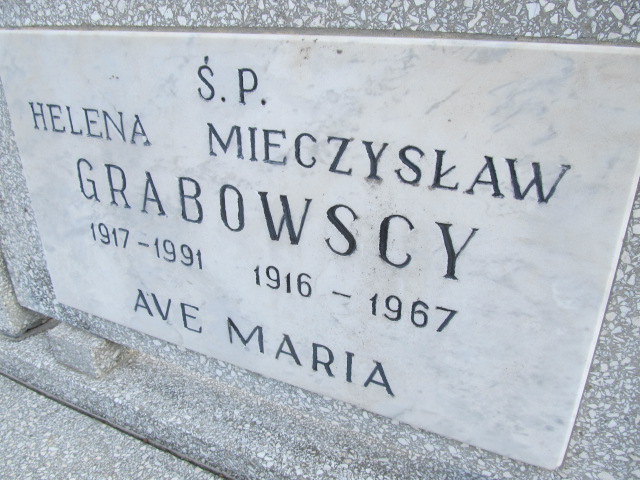 Ś.P.
HELENA MIECZYSŁAW
GRABOWSCY
1917-1991 1916-1967
AVE MARIA